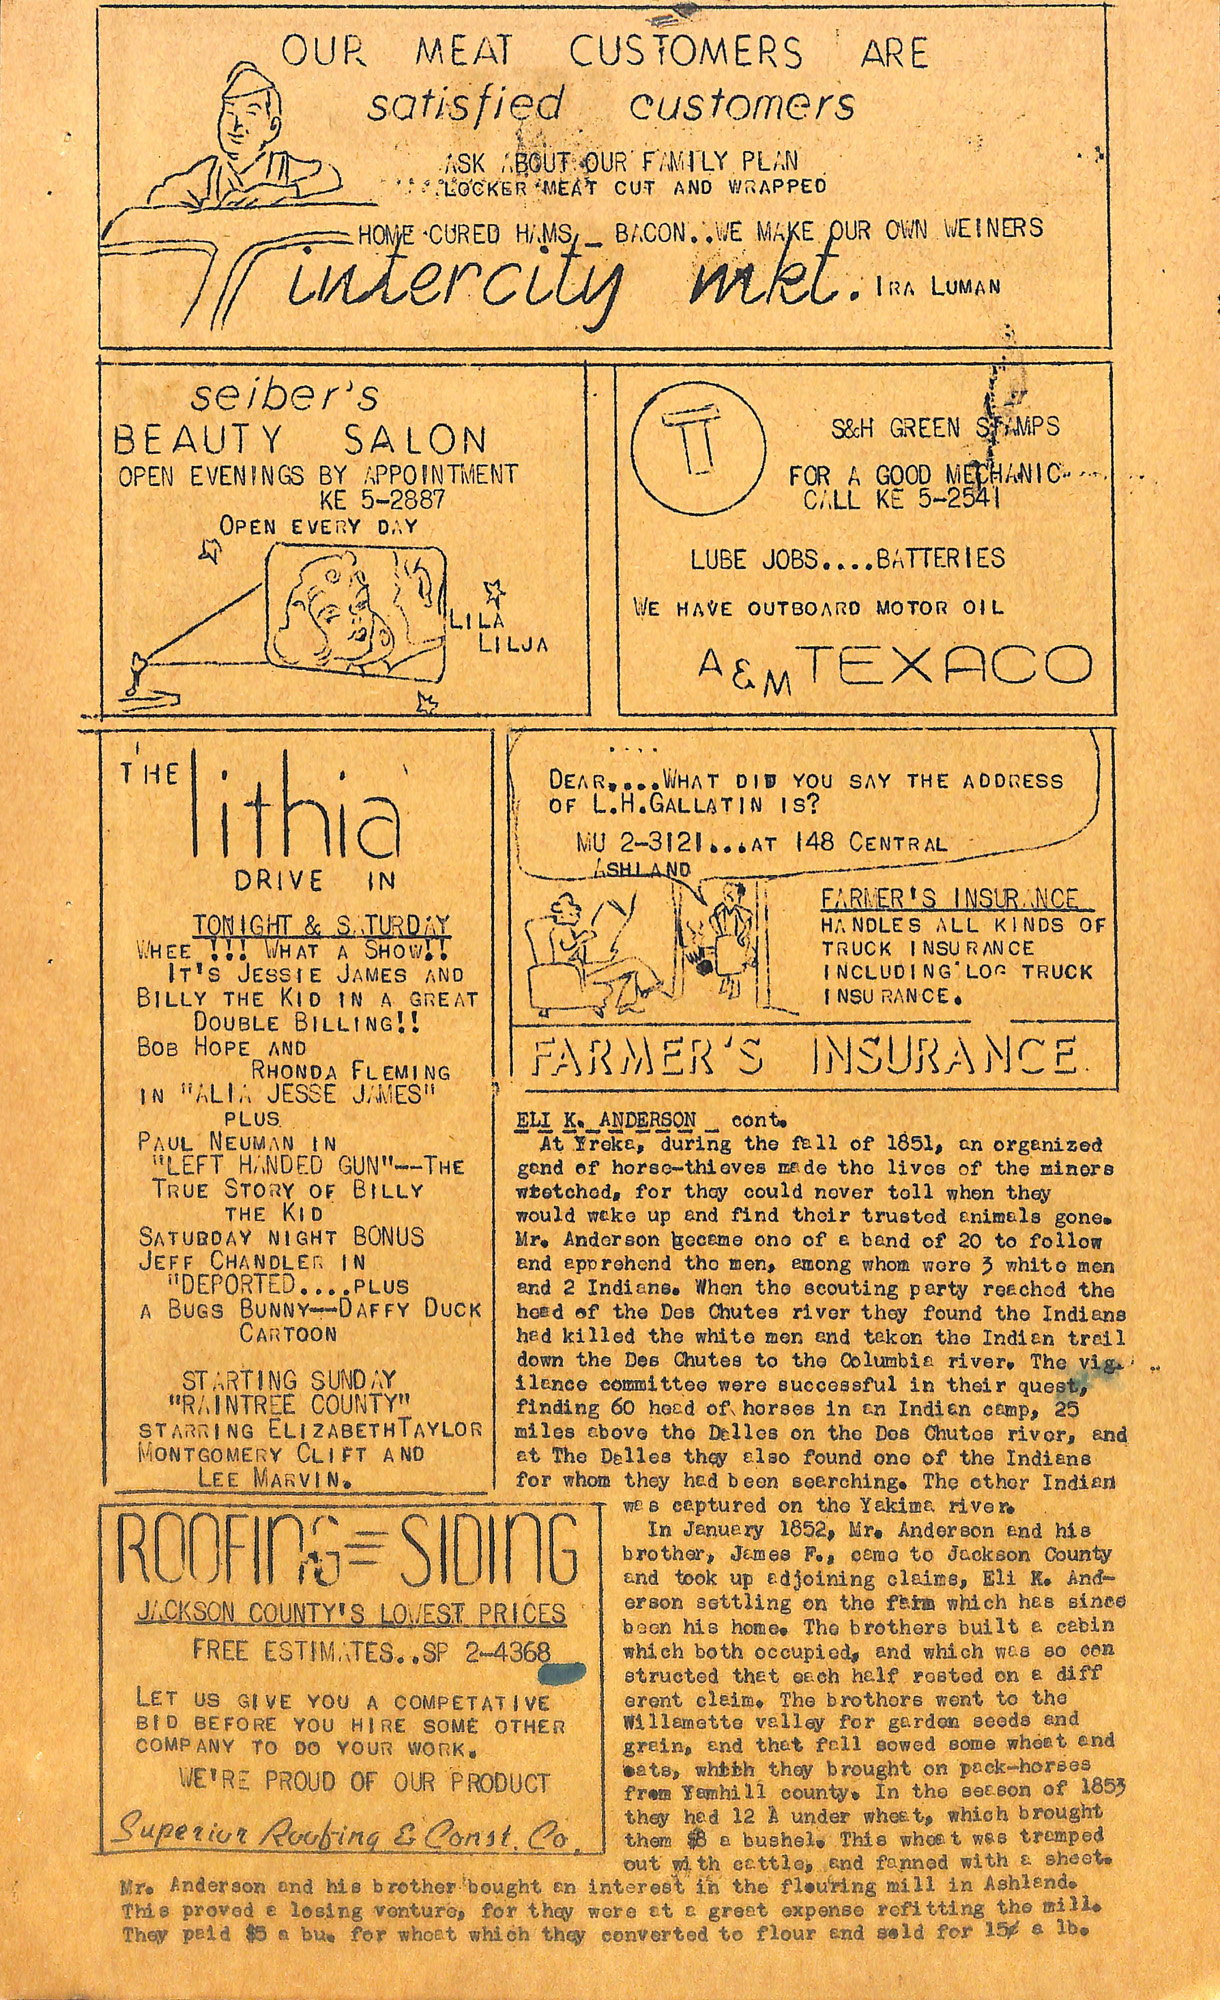 OUR MEAT CUSTOMERS ARE
satisfied customers
ASK ABOUT OUR FAMILY PLAN
LOCKER MEAT CUT AND WRAPPED
HOME CURED HAMS _ BACON..WE MAKE OUR OWN WEINERS
intercity mkt. IRA LUMAN
seiber's
BEAUTY SALON
OPEN EVENINGS BY APPOINTMENT
KE 5-2887
OPEN EVERY DAY
LILA
LILJA
T
S&H GREEN STAMPS
FOR A GOOD MECHANIC
CALL KE 5-2541
LUBE JOBS....BATTERIES
WE HAVE OUTBOARD MOTOR OIL
A&M TEXACO
THE lithia
DRIVE IN
TONIGHT & SATURDAY
WHEE !!! WHAT A SHOW!!
IT'S JESSIE JAMES AND
BILLY THE KID IN A GREAT
DOUBLE BILLING!!
BOB HOPE AND
RHONDA FLEMING
IN "ALIA JESSE JAMES"
PLUS
PAUL NEUMAN IN
"LEFT HANDED GUN"--THE
TRUE STORY OF BILLY
THE KID
SATURDAY NIGHT BONUS
JEFF CHANDLER IN
"DEPORTED....PLUS
A BUGS BUNNY--DAFFY DUCK
CARTOON
STARTING SUNDAY
"RAINTREE COUNTY"
STARRING ELIZABETH TAYLOR
MONTGOMERY CLIFT AND
LEE MARVIN.
DEAR....WHAT DID YOU SAY THE ADDRESS
OF L.H.GALLATIN IS?
MU 2-3121...AT 148 CENTRAL
ASHLAND
FARMER'S INSURANCE
HANDLES ALL KINDS OF
TRUCK INSURANCE
INCLUDING LOG TRUCK
INSURANCE.
FARMER'S INSURANCE
ELI K. ANDERSON _ cont.
At Yreka, during the fall of 1851, an organized
gand of horse-thieves made the lives of the miners
wretched, for they could never tell when they
would wake up and find their trusted animals gone.
Mr. Anderson became one of a band of 20 to follow
and apprehend the men, among whom were 3 white men
and 2 Indians. When the scouting party reached the
head of the Des Chutes river they found the Indians
had killed the white men and taken the Indian trail
down the Des Chutes to the Columbia river. The vig-
ilance committee were successful in their quest,
finding 60 head of horses in an Indian camp, 25
miles above the Dalles on the Des Chutes river, and
at The Dalles they also found one of the Indians
for whom they had been searching. The other Indian
was captured on the Yakima river.
In January 1852, Mr. Anderson and his
brother, James F., came to Jackson County
and took up adjoining claims, Eli K. And-
erson settling on the farm which has since
been his home. The brothers built a cabin
which both occupied, and which was so con
structed that each half rested on a diff
erent claim. The brothers went to the
Willamette valley for garden seeds and
grain, and that fall sowed some wheat and
oats, which they brought on pack-horses
from Yamhill county. In the season of 1853
they had 12 A under wheat, which brought
them $8 a bushel. This wheat was tramped
out with cattle, and fanned with a sheet.
Mr. Anderson and his brother bought an interest in the flouring mill in Ashland.
This proved a losing venture, for they were at a great expense refitting the mill.
They paid $5 a bu. for wheat which they converted to flour and sold for 15¢ a lb.
ROOFING=SIDING
JACKSON COUNTY'S LOWEST PRICES
FREE ESTIMATES..SP 2-4368
LET US GIVE YOU A COMPETATIVE
BID BEFORE YOU HIRE SOME OTHER
COMPANY TO DO YOUR WORK.
WE'RE PROUD OF OUR PRODUCT
Superior Roofing & Const. Co.